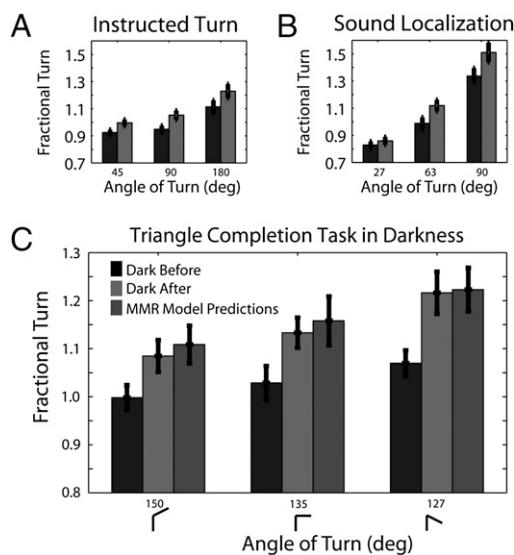 A Instructed Turn
Fractional Turn
1.5
1.3
1.1
0.9
0.7
45 90 180
Angle of Turn (deg)
B Sound Localization
Fractional Turn
1.5
1.3
1.1
0.9
0.7
27 63 90
Angle of Turn (deg)
C Triangle Completion Task in Darkness
Fractional Turn
1.3
1.2
1.1
1.0
0.9
0.8
Dark Before
Dark After
MMR Model Predictions
150 135 127
Angle of Turn (deg)